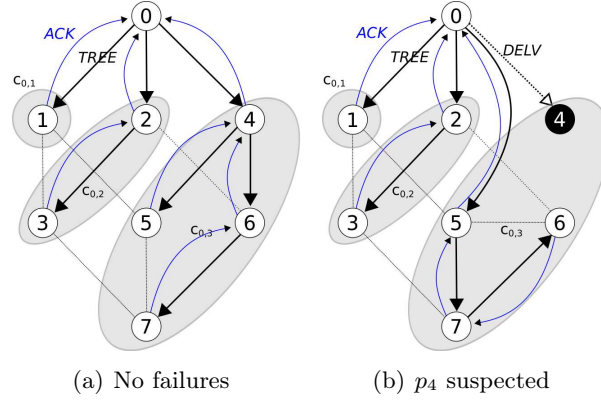 0
ACK
TREE
C0,1
1
2
4
C0,2
3
5
C0,3
6
7
(a) No failures
0
ACK
TREE
DELV
C0,1
1
2
4
C0,2
3
5
C0,3
6
7
(b) p4 suspected